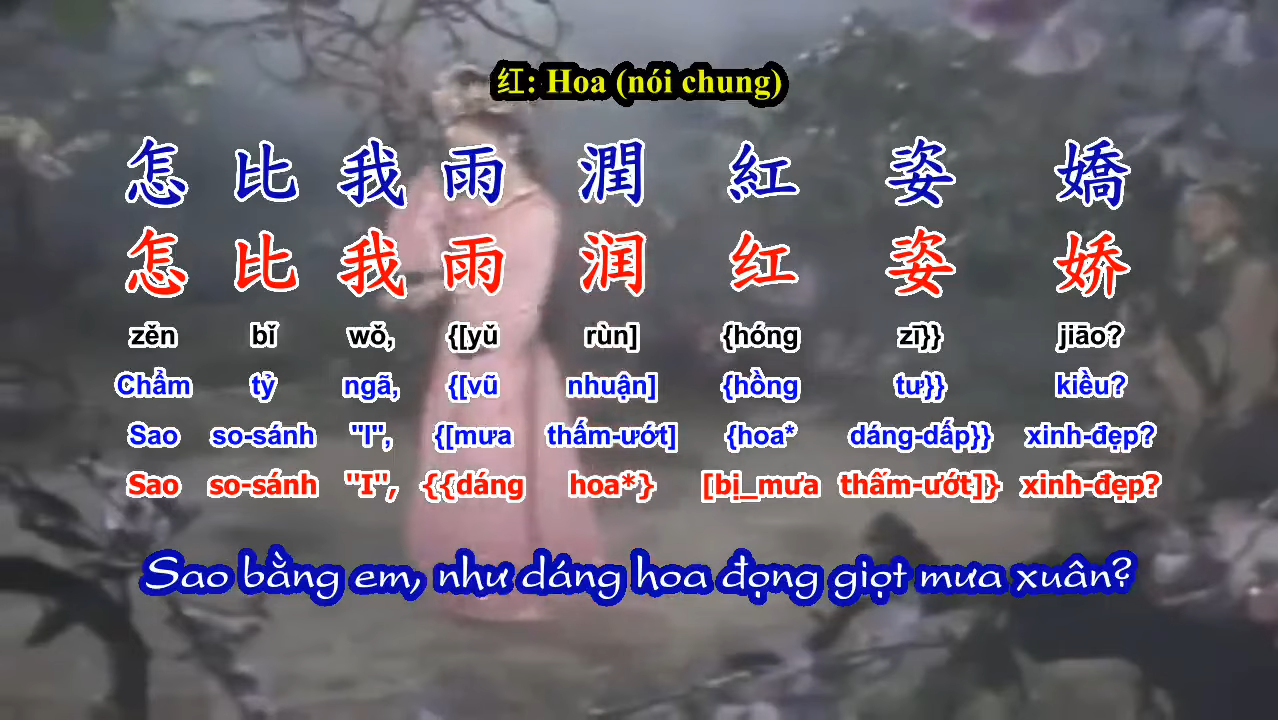 红: Hoa (nói chung)
怎 比 我 雨 潤 紅 姿 嬌
怎 比 我 雨 润 红 姿 娇
zěn bǐ wǒ, {[yǔ rùn] {hóng zī}} jiāo?
Chẩm tỷ ngã, {[vũ nhuận] {hồng tư}} kiều?
Sao so-sánh "I", {[mưa thấm-ướt] {hoa* dáng-dấp}} xinh-đẹp?
Sao so-sánh "I", {{dáng hoa*} [bị_mưa thấm-ướt]} xinh-đẹp?
Sao bằng em, như dáng hoa đọng giọt mưa xuân?